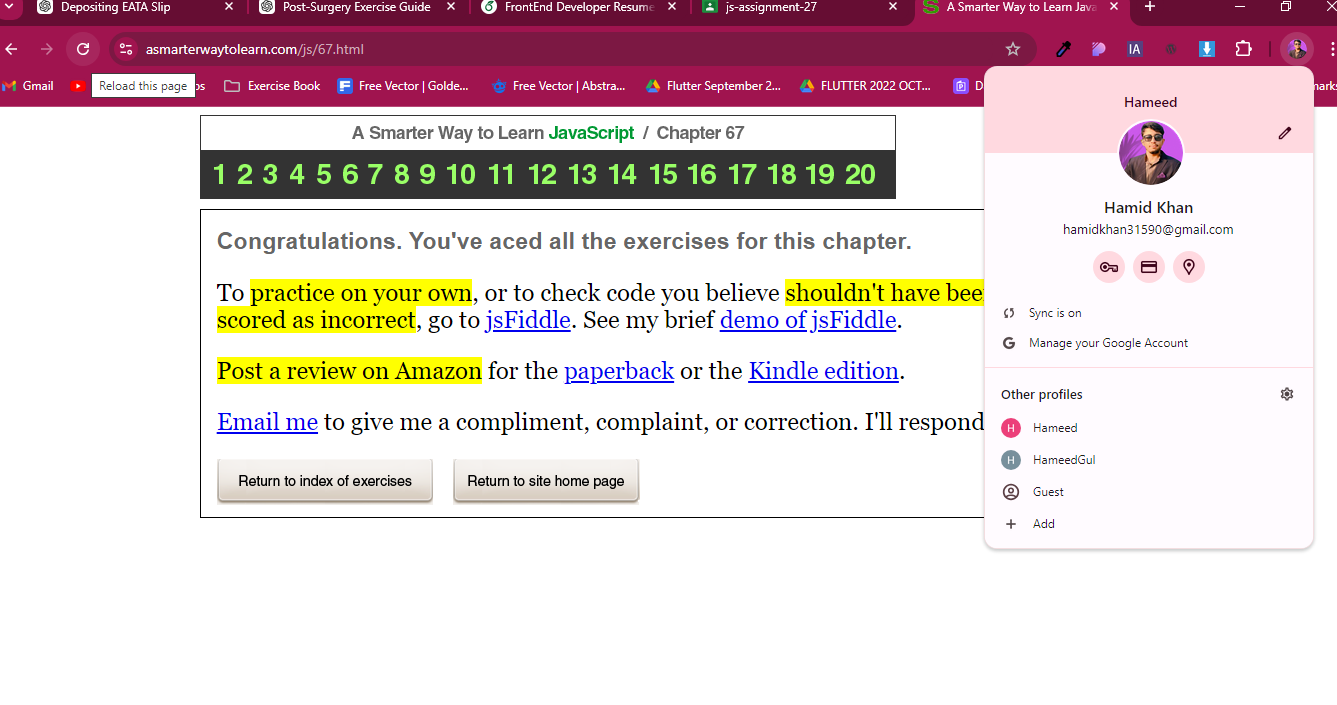 Depositing EATA Slip
Post-Surgery Exercise Guide
FrontEnd Developer Resume
js-assignment-27
A Smarter Way to Learn Java
asmarterwaytolearn.com/js/67.html
IA
Gmail
Reload this page
Exercise Book
Free Vector | Golde...
Free Vector | Abstra...
Flutter September 2...
FLUTTER 2022 OCT...
A Smarter Way to Learn JavaScript / Chapter 67
1 2 3 4 5 6 7 8 9 10 11 12 13 14 15 16 17 18 19 20
Congratulations. You've aced all the exercises for this chapter.
To practice on your own, or to check code you believe shouldn't have
scored as incorrect, go to jsFiddle. See my brief demo of jsFiddle.
Post a review on Amazon for the paperback or the Kindle edition.
Email me to give me a compliment, complaint, or correction. I'll respond
Return to index of exercises
Return to site home page
Hameed
Hamid Khan
hamidkhan31590@gmail.com
Sync is on
Manage your Google Account
Other profiles
H Hameed
H HameedGul
Guest
Add